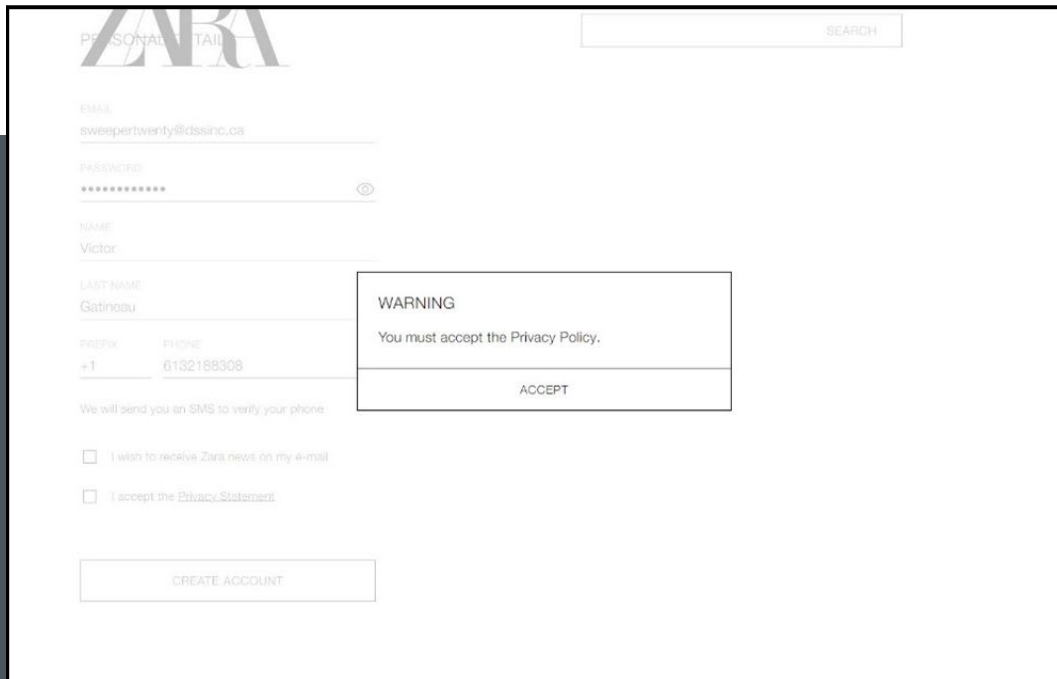 ZARA
PERSONAL DETAILS
SEARCH
EMAIL
sweepertwenty@dssinc.ca
PASSWORD
••••••••••••
NAME
Victor
LAST NAME
Gatineau
PREFIX PHONE
+1 6132188308
We will send you an SMS to verify your phone
I wish to receive Zara news on my e-mail
I accept the Privacy Statement
CREATE ACCOUNT
WARNING
You must accept the Privacy Policy.
ACCEPT